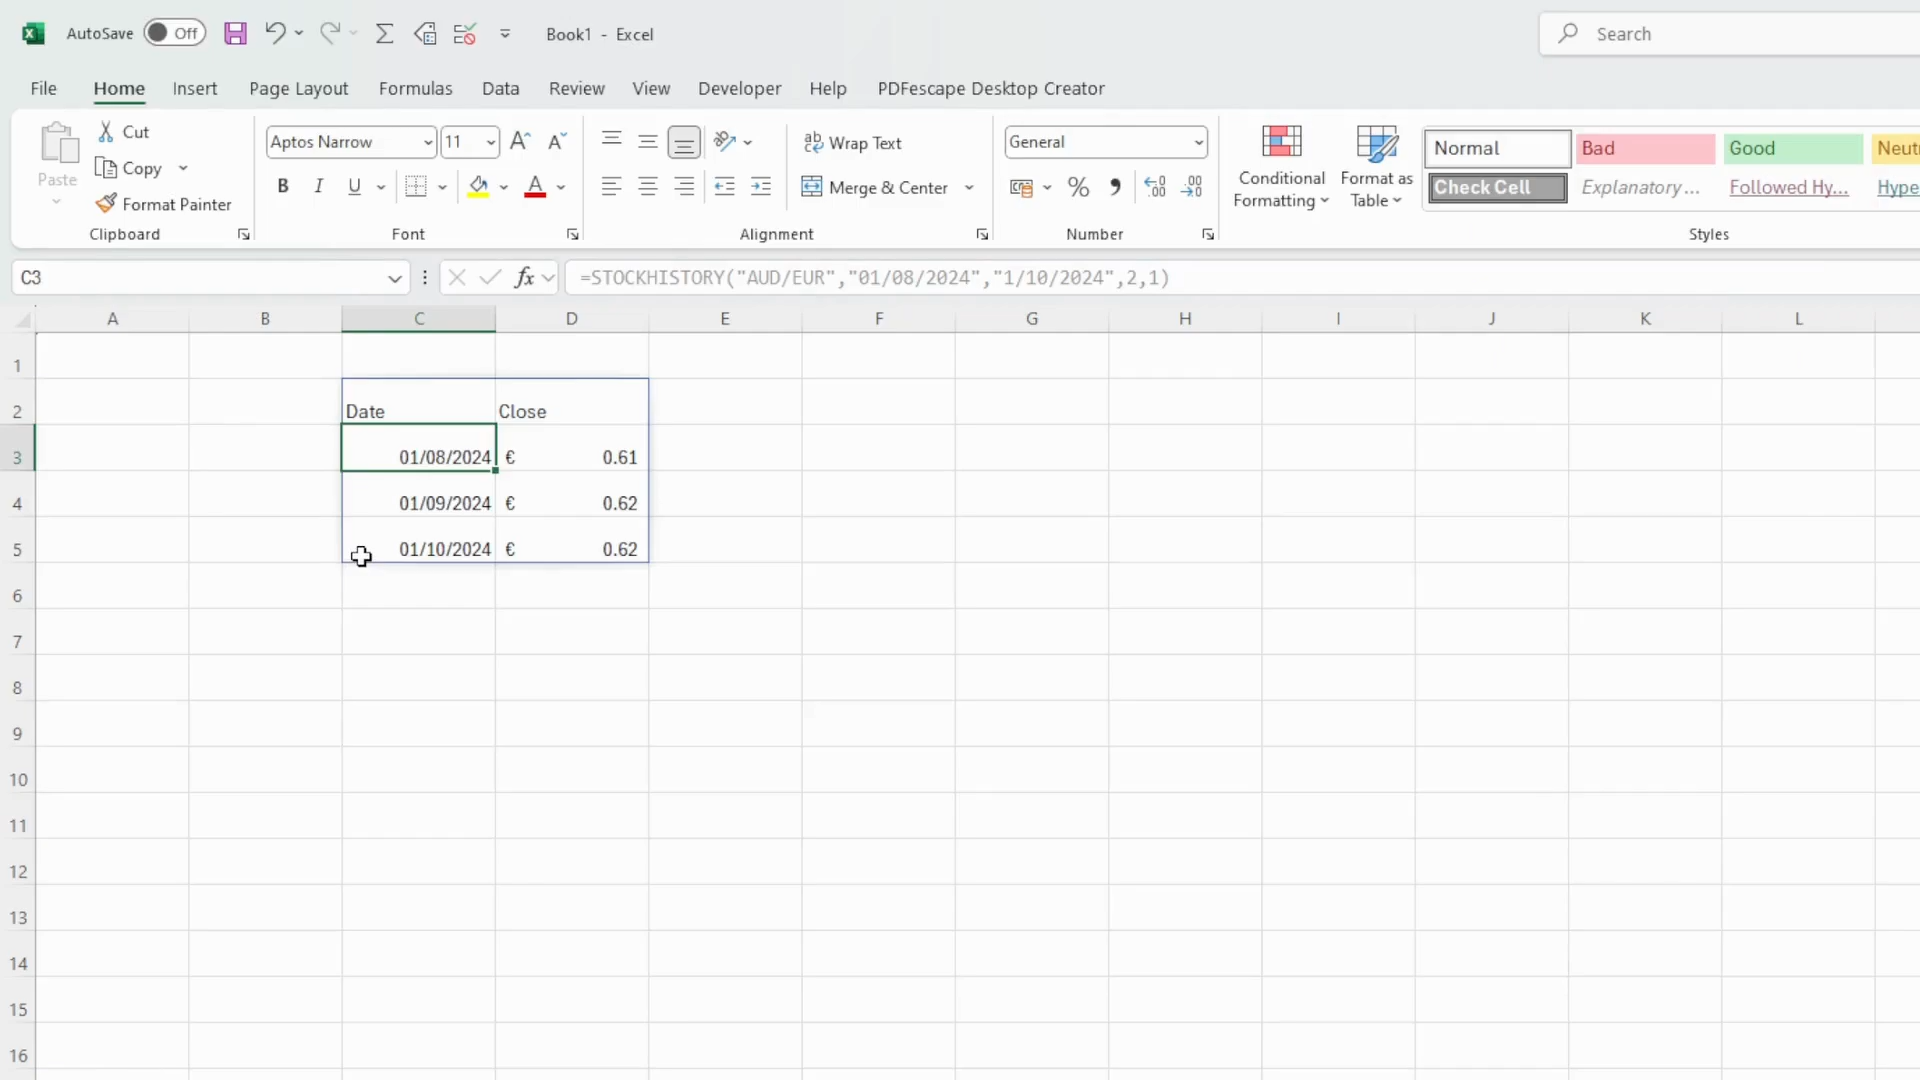 AutoSave Off Book1 - Excel Search
File Home Insert Page Layout Formulas Data Review View Developer Help PDFescape Desktop Creator
Paste Cut Copy Format Painter
Clipboard
Aptos Narrow 11 A A
B I U A
Font
Wrap Text
Merge & Center
Alignment
General
% .00 .00
Number
Conditional Formatting
Format as Table
Normal Bad Good
Check Cell Explanatory ... Followed Hy...
Styles
C3 fx =STOCKHISTORY("AUD/EUR","01/08/2024","1/10/2024",2,1)
A B C D E F G H I J K L
1
2 Date Close
3 01/08/2024 € 0.61
4 01/09/2024 € 0.62
5 01/10/2024 € 0.62
6
7
8
9
10
11
12
13
14
15
16